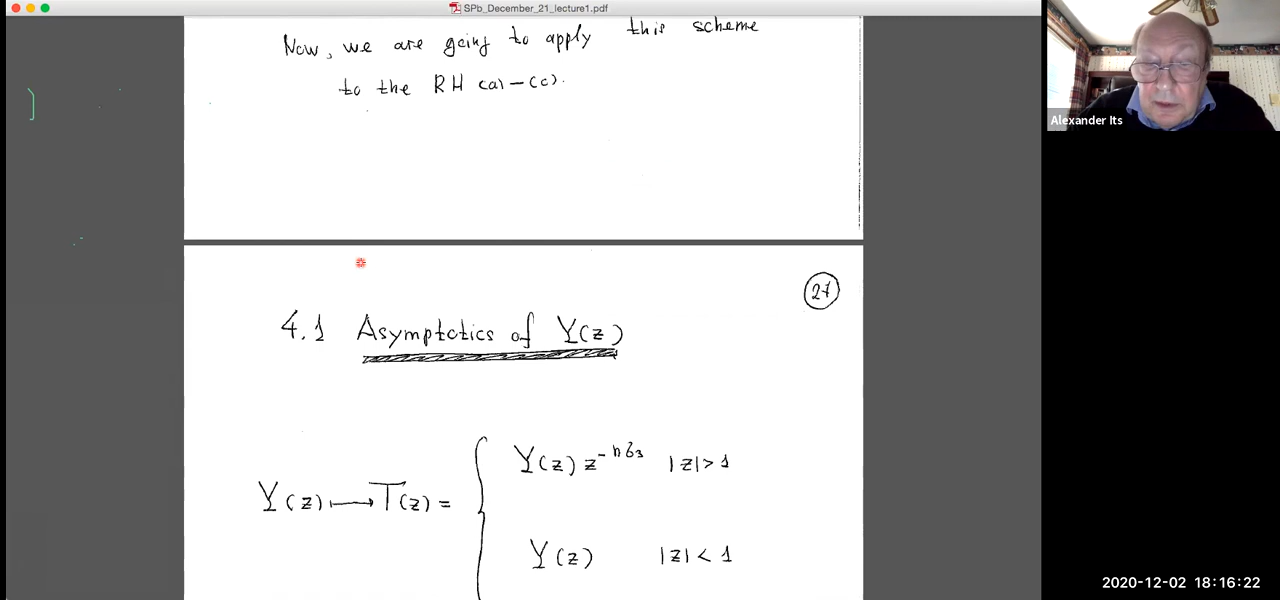 SPb_December_21_lecture1.pdf
Now, we are going to apply this scheme
to the RH (a)-(c).
Alexander Its
27
4.1 Asymptotics of Y(z)
Y(z) z^{-nσ₃} |z|>1
Y(z) ⟼ T(z) = {
Y(z) |z|<1
2020-12-02 18:16:22